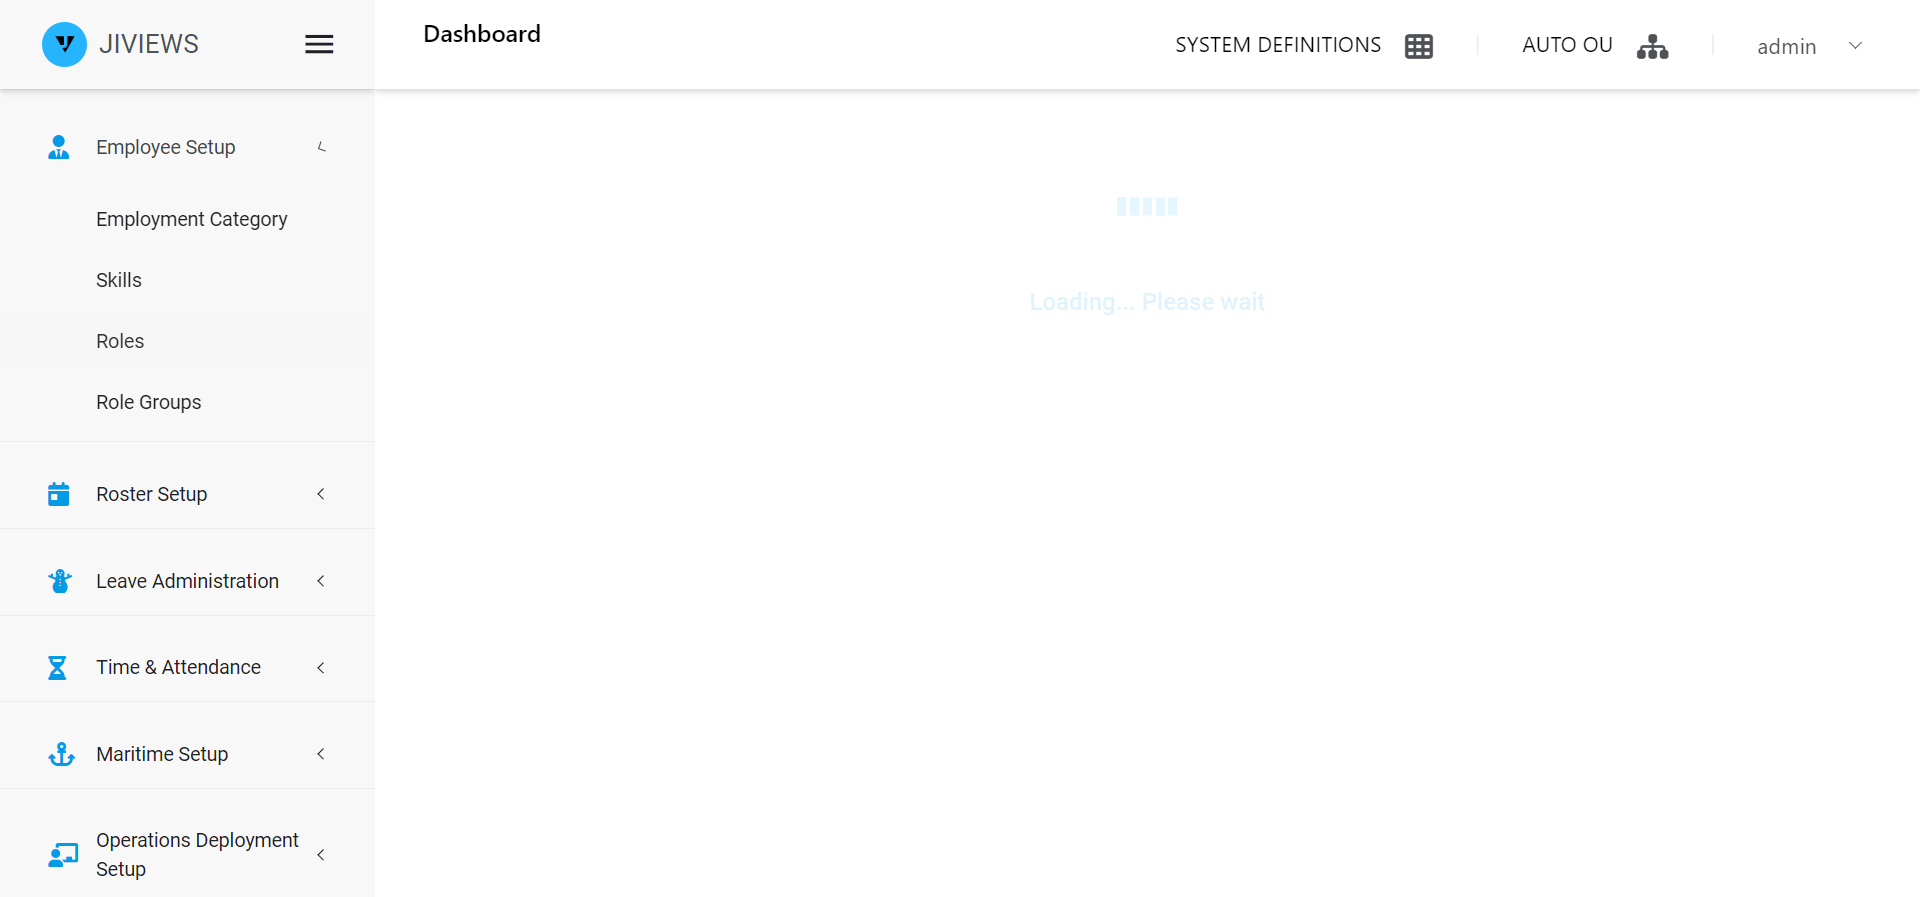 JIVIEWS
Dashboard
SYSTEM DEFINITIONS
AUTO OU
admin
Employee Setup
Employment Category
Skills
Roles
Role Groups
Roster Setup
Leave Administration
Time & Attendance
Maritime Setup
Operations Deployment
Setup
Loading... Please wait